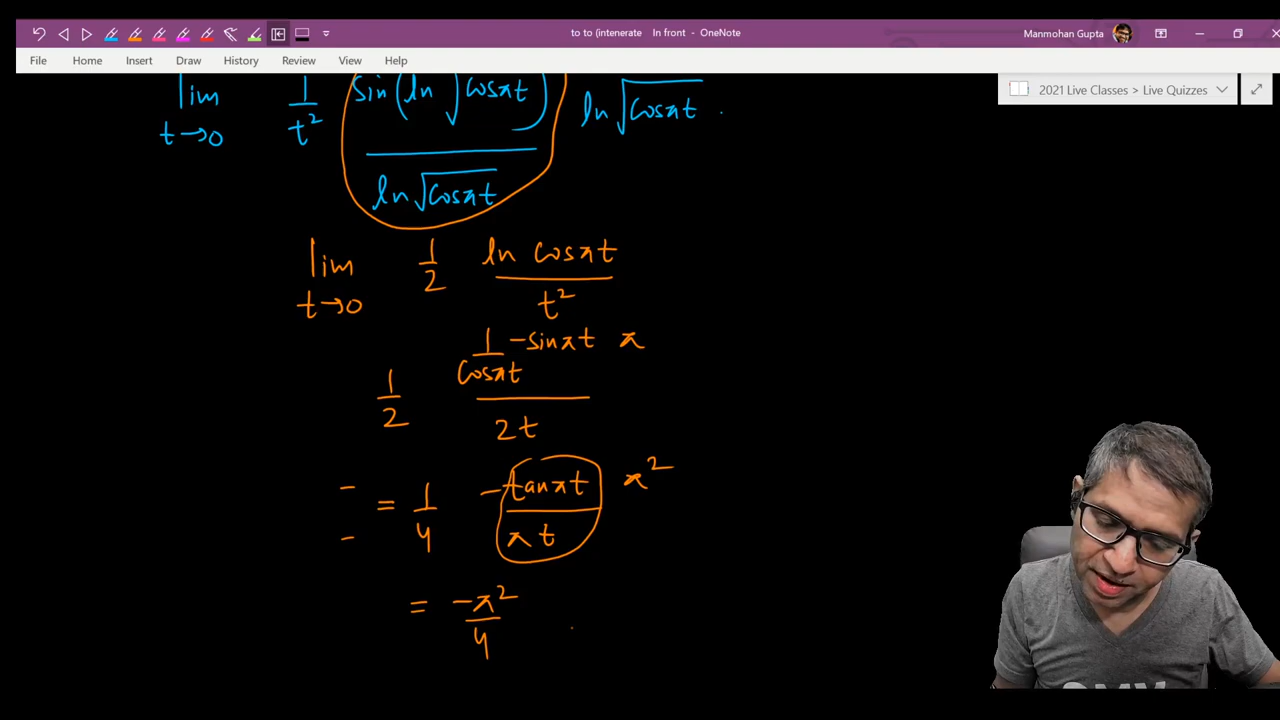 to to (intenerate In front - OneNote
Manmohan Gupta
File Home Insert Draw History Review View Help
2021 Live Classes > Live Quizzes
lim t→0 1/t² sin(ln √cosπt) / ln √cosπt ln √cosπt .
lim t→0 1/2 ln cosπt / t²
1/2 1/cosπt -sinπt π / 2t
= 1/4 -tanπt / πt π²
= -π²/4